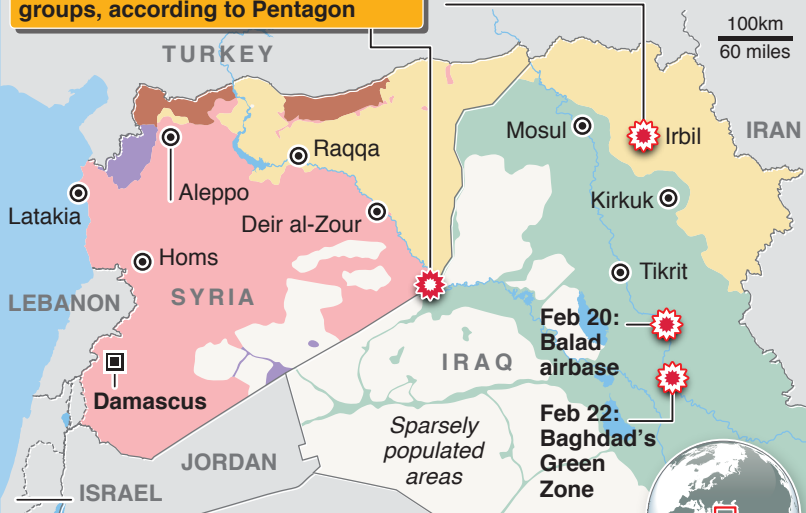 groups, according to Pentagon
100km
60 miles
TURKEY
IRAN
Mosul
Irbil
Raqqa
Aleppo
Kirkuk
Latakia
Deir al-Zour
Homs
Tikrit
LEBANON
SYRIA
Feb 20:
Balad
airbase
IRAQ
Damascus
Feb 22:
Baghdad's
Green
Zone
Sparsely
populated
areas
JORDAN
ISRAEL